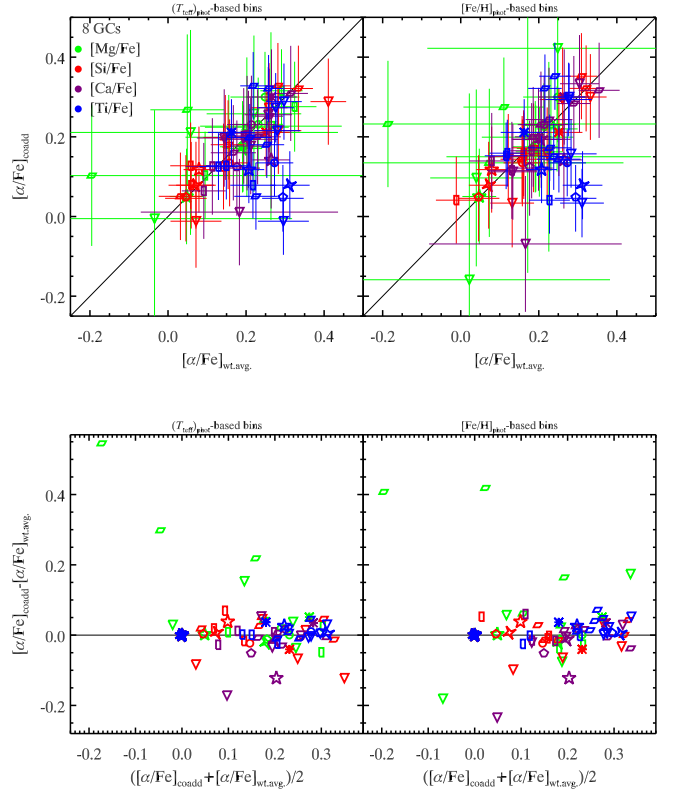 (T_teff)_phot-based bins
[Fe/H]_phot-based bins
8 GCs
[Mg/Fe]
[Si/Fe]
[Ca/Fe]
[Ti/Fe]
[α/Fe]_coadd
0.4
0.2
0.0
-0.2
-0.2 0.0 0.2 0.4
-0.2 0.0 0.2 0.4
[α/Fe]_wt.avg.
[α/Fe]_wt.avg.
(T_teff)_phot-based bins
[Fe/H]_phot-based bins
[α/Fe]_coadd-[α/Fe]_wt.avg.
0.4
0.2
0.0
-0.2
-0.2 -0.1 0.0 0.1 0.2 0.3
-0.2 -0.1 0.0 0.1 0.2 0.3
([α/Fe]_coadd+[α/Fe]_wt.avg.)/2
([α/Fe]_coadd+[α/Fe]_wt.avg.)/2